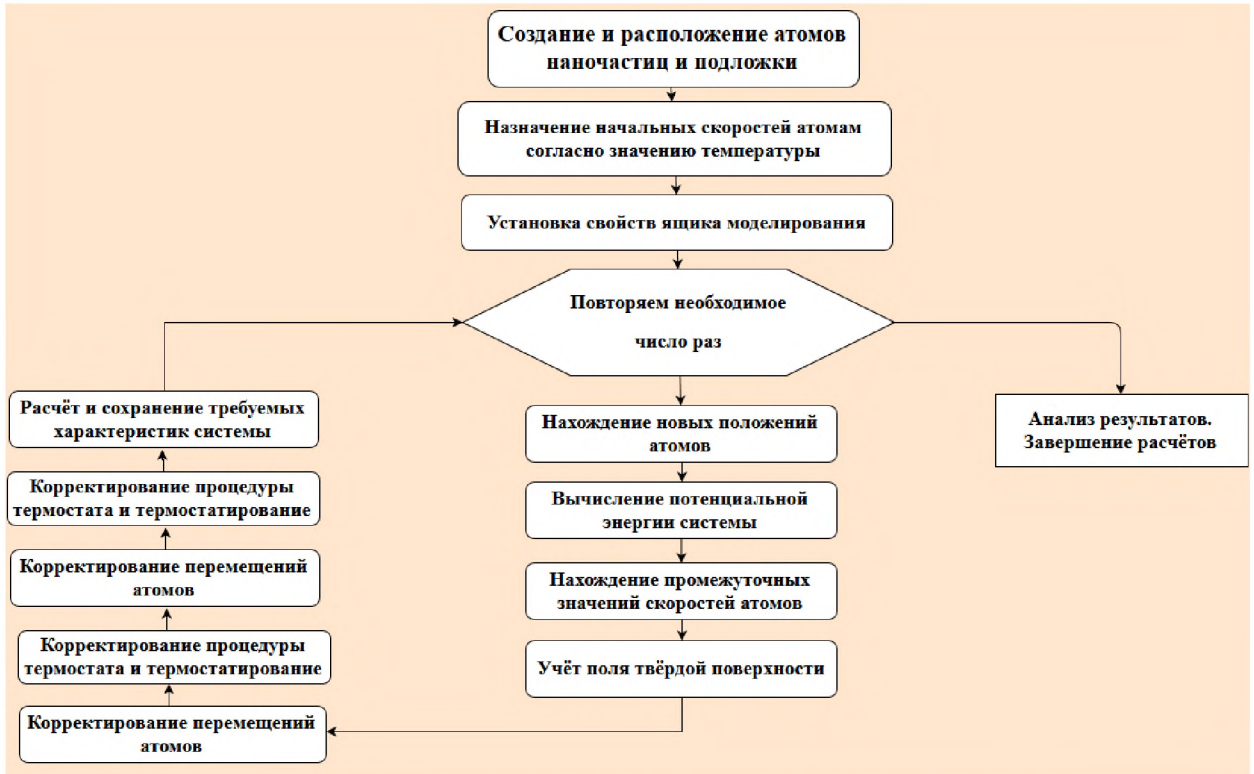 Создание и расположение атомов
наночастиц и подложки
Назначение начальных скоростей атомам
согласно значению температуры
Установка свойств ящика моделирования
Повторяем необходимое
число раз
Нахождение новых положений
атомов
Вычисление потенциальной
энергии системы
Нахождение промежуточных
значений скоростей атомов
Учёт поля твёрдой поверхности
Корректирование перемещений
атомов
Корректирование процедуры
термостата и термостатирование
Корректирование перемещений
атомов
Корректирование процедуры
термостата и термостатирование
Расчёт и сохранение требуемых
характеристик системы
Анализ результатов.
Завершение расчётов